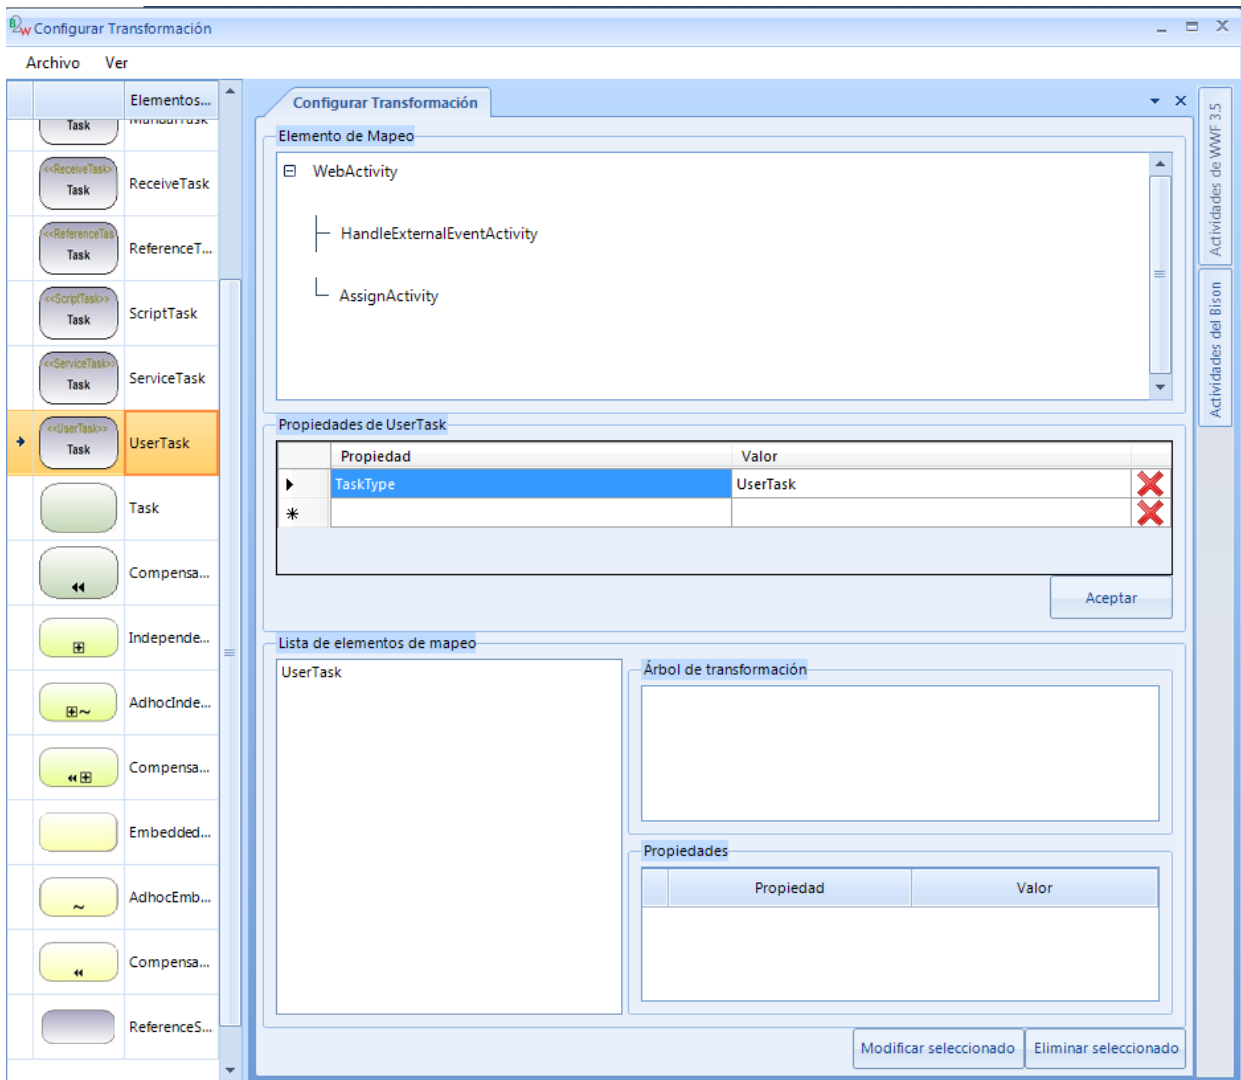 B2W Configurar Transformación
Archivo Ver
Elementos...
Task
ManualTask
<<ReceiveTask>
Task
ReceiveTask
<<ReferenceTas
Task
ReferenceT...
<<ScriptTask>>
Task
ScriptTask
<<ServiceTask>>
Task
ServiceTask
<<UserTask>>
Task
UserTask
Task
Compensa...
Independe...
AdhocInde...
Compensa...
Embedded...
AdhocEmb...
Compensa...
ReferenceS...
Configurar Transformación
Elemento de Mapeo
WebActivity
HandleExternalEventActivity
AssignActivity
Propiedades de UserTask
Propiedad Valor
TaskType UserTask
Aceptar
Lista de elementos de mapeo
UserTask
Árbol de transformación
Propiedades
Propiedad Valor
Modificar seleccionado Eliminar seleccionado
Actividades de WWF 3.5
Actividades del Bison